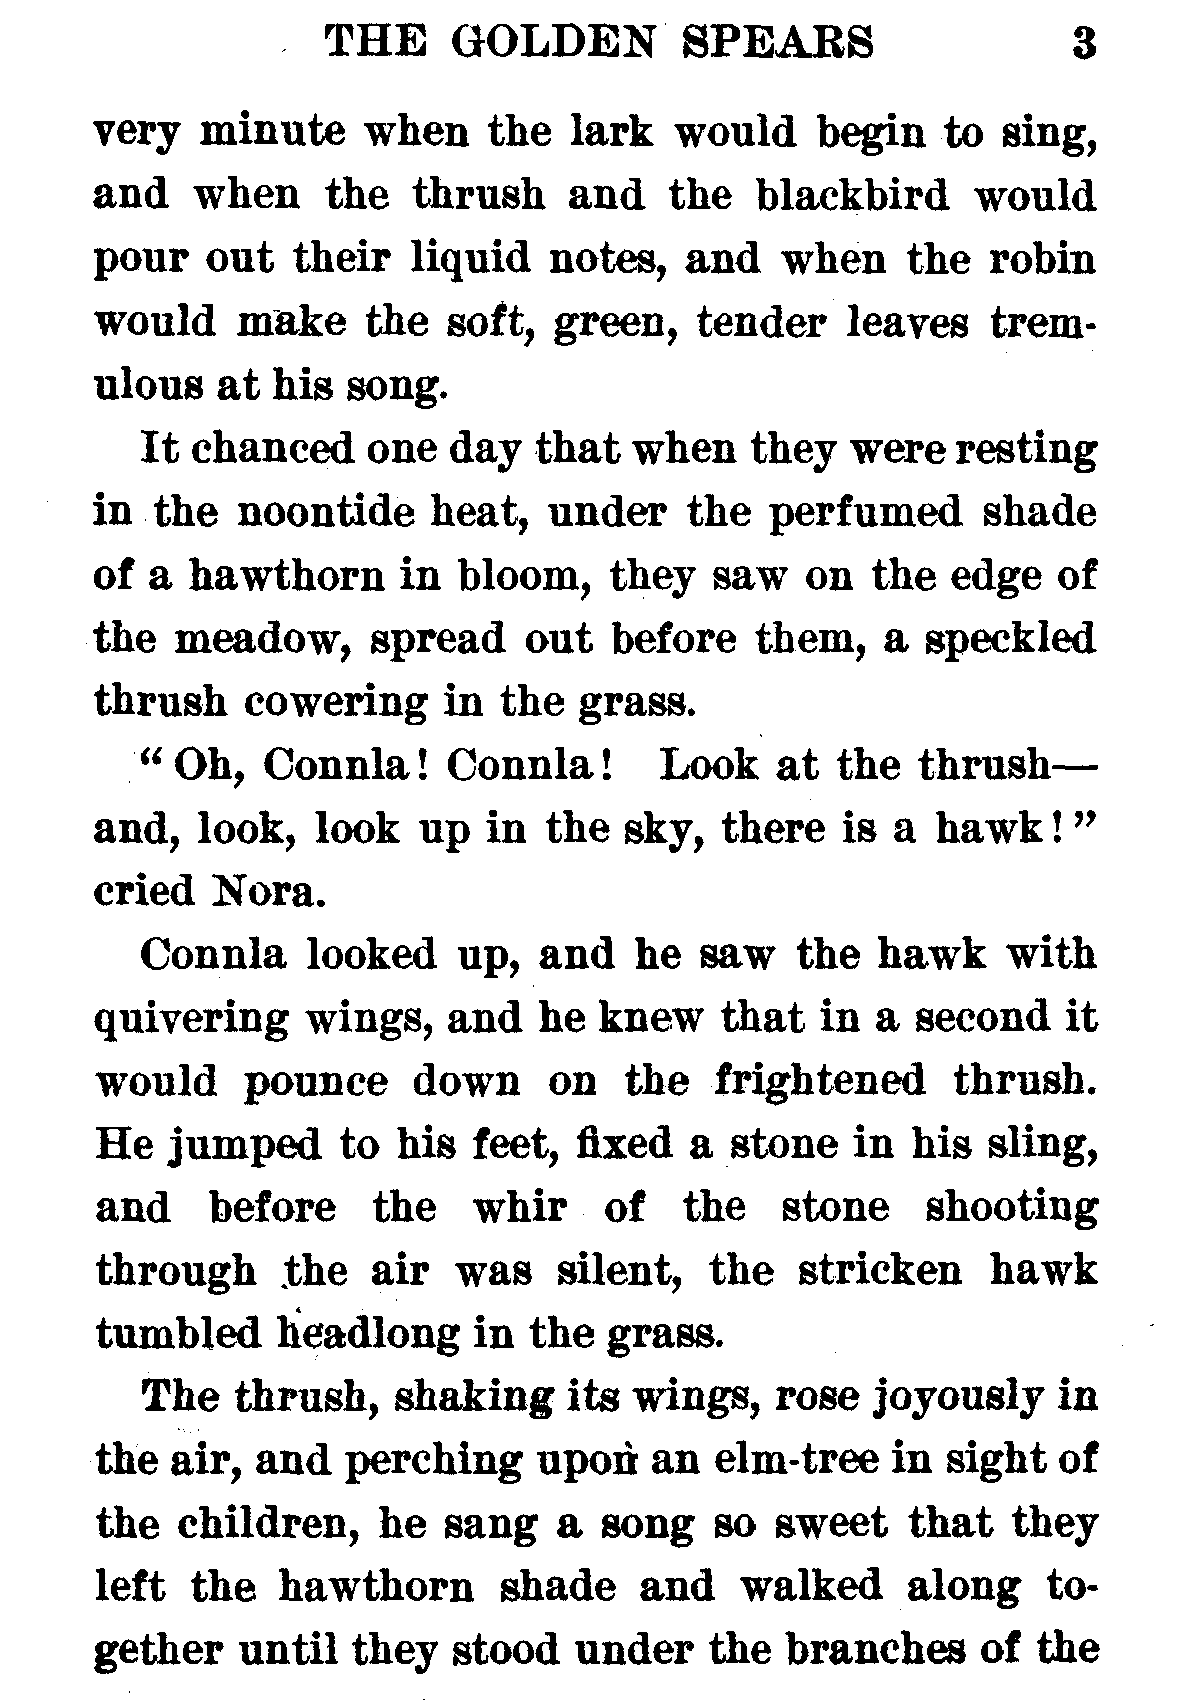 THE GOLDEN SPEARS 3
very minute when the lark would begin to sing,
and when the thrush and the blackbird would
pour out their liquid notes, and when the robin
would make the soft, green, tender leaves trem-
ulous at his song.
It chanced one day that when they were resting
in the noontide heat, under the perfumed shade
of a hawthorn in bloom, they saw on the edge of
the meadow, spread out before them, a speckled
thrush cowering in the grass.
“ Oh, Connla! Connla! Look at the thrush—
and, look, look up in the sky, there is a hawk!”
cried Nora.
Connla looked up, and he saw the hawk with
quivering wings, and he knew that in a second it
would pounce down on the frightened thrush.
He jumped to his feet, fixed a stone in his sling,
and before the whir of the stone shooting
through the air was silent, the stricken hawk
tumbled headlong in the grass.
The thrush, shaking its wings, rose joyously in
the air, and perching upon an elm-tree in sight of
the children, he sang a song so sweet that they
left the hawthorn shade and walked along to-
gether until they stood under the branches of the